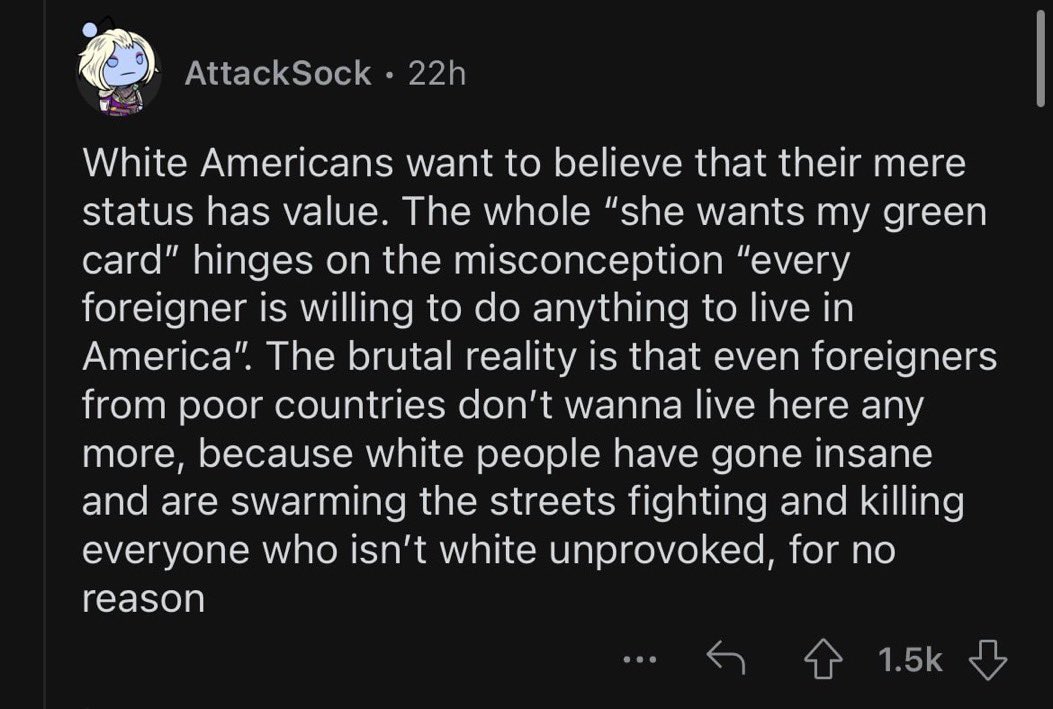 AttackSock • 22h
White Americans want to believe that their mere
status has value. The whole “she wants my green
card” hinges on the misconception “every
foreigner is willing to do anything to live in
America”. The brutal reality is that even foreigners
from poor countries don’t wanna live here any
more, because white people have gone insane
and are swarming the streets fighting and killing
everyone who isn’t white unprovoked, for no
reason
1.5k